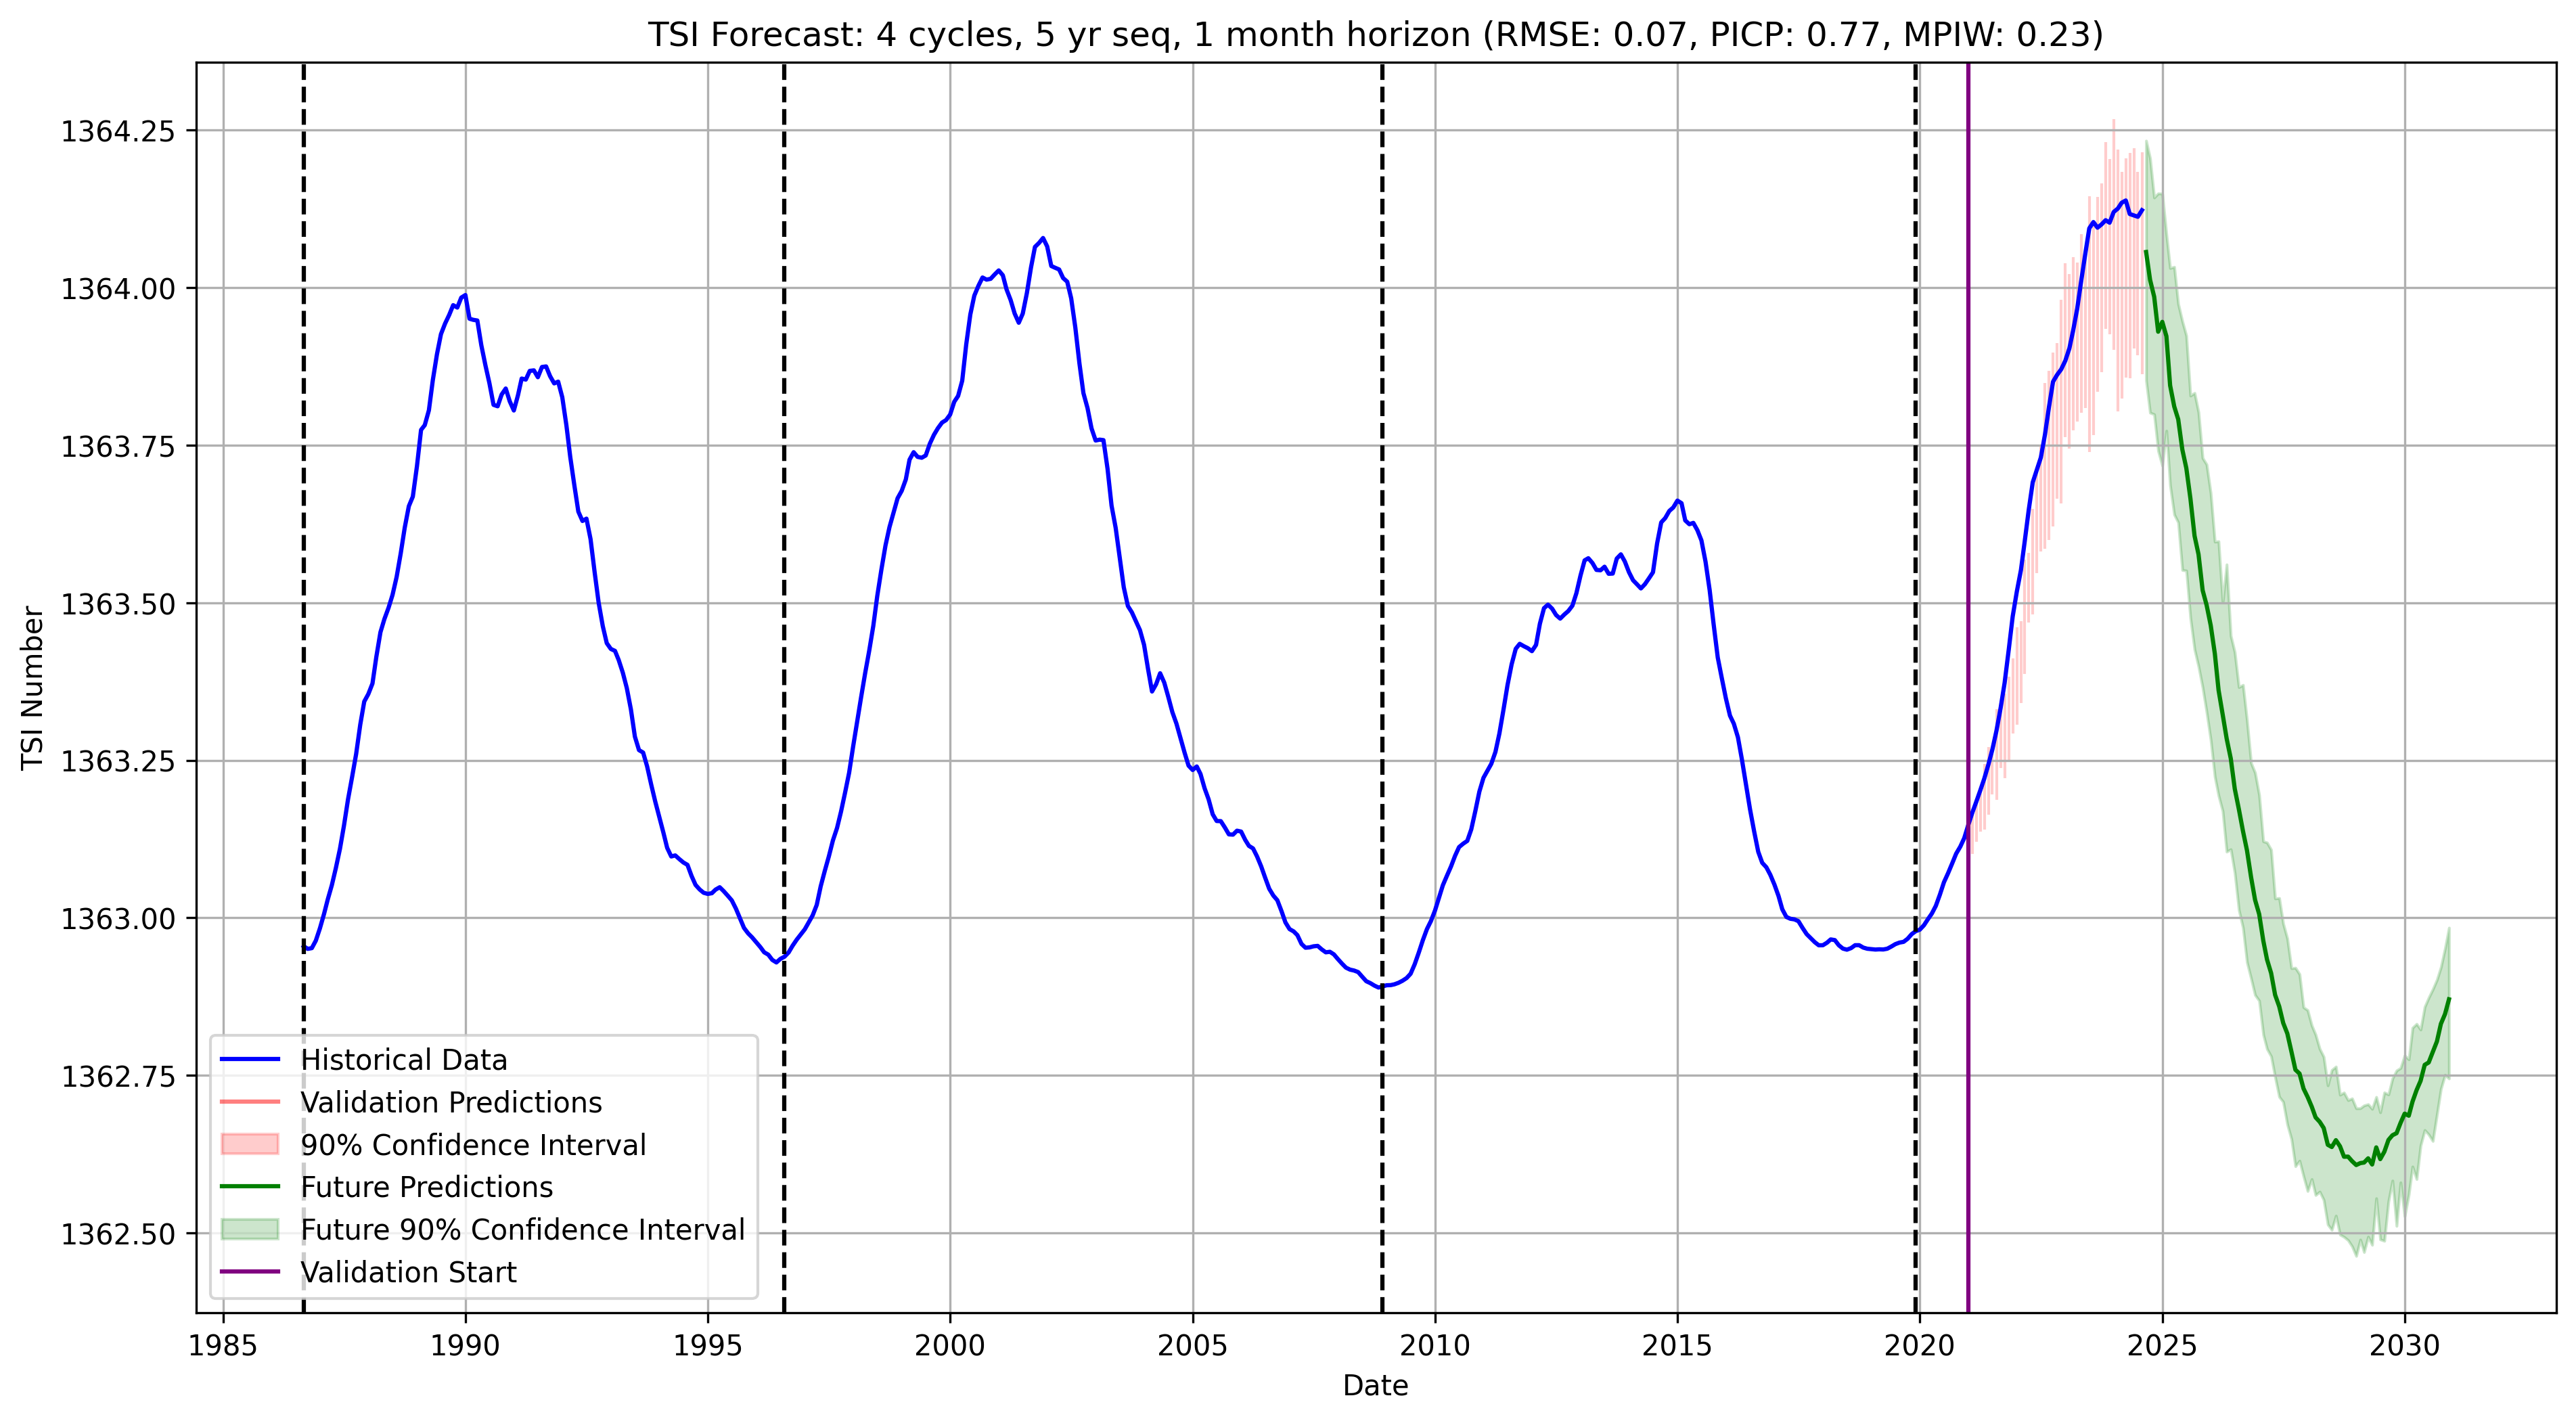 TSI Forecast: 4 cycles, 5 yr seq, 1 month horizon (RMSE: 0.07, PICP: 0.77, MPIW: 0.23)
TSI Number
1364.25
1364.00
1363.75
1363.50
1363.25
1363.00
1362.75
1362.50
Historical Data
Validation Predictions
90% Confidence Interval
Future Predictions
Future 90% Confidence Interval
Validation Start
1985 1990 1995 2000 2005 2010 2015 2020 2025 2030
Date